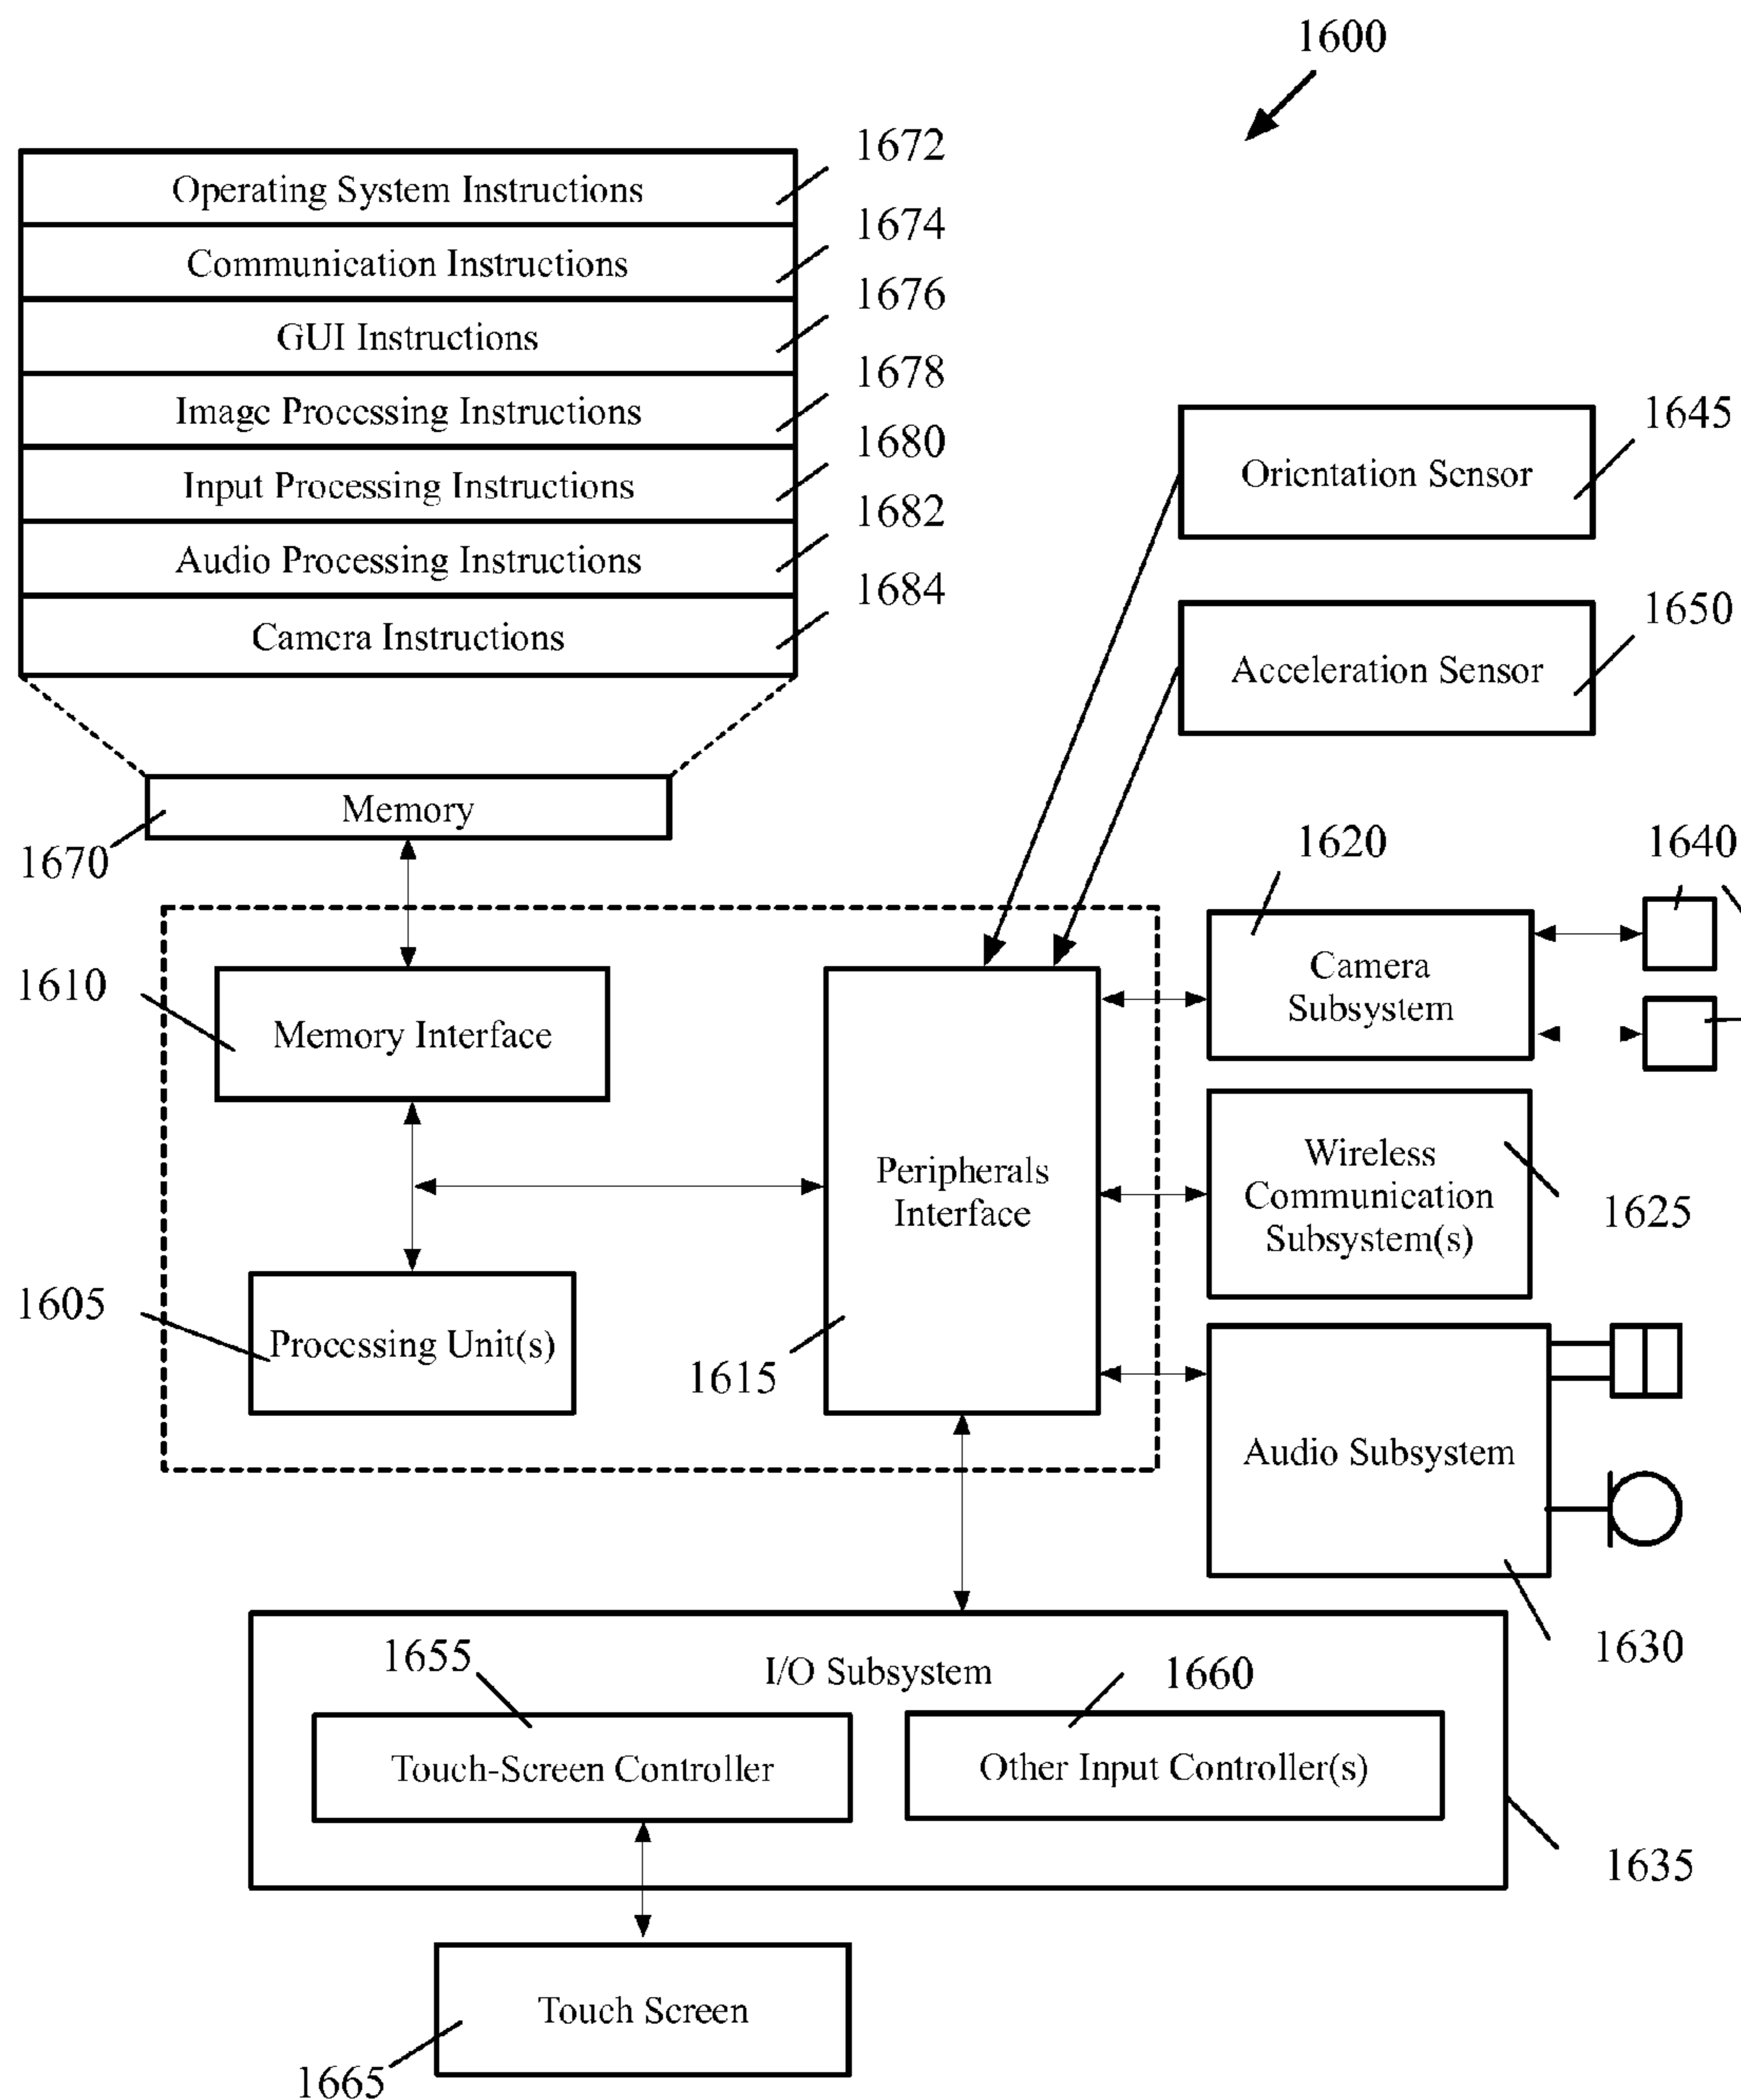 1600
1672
Operating System Instructions
1674
Communication Instructions
1676
GUI Instructions
1678
Image Processing Instructions
1680
Input Processing Instructions
1682
Audio Processing Instructions
1684
Camera Instructions
1645
Orientation Sensor
1650
Acceleration Sensor
Memory
1670
1620
1640
Camera
Subsystem
1610
Memory Interface
Peripherals
Interface
Wireless
Communication
Subsystem(s)
1625
1605
Processing Unit(s)
1615
Audio Subsystem
1630
I/O Subsystem
1655
1660
Touch-Screen Controller
Other Input Controller(s)
1635
Touch Screen
1665